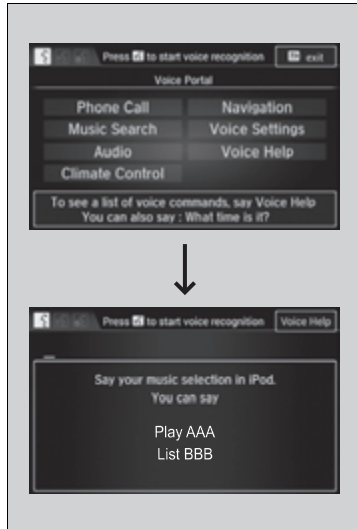 Press to start voice recognition
exit
Voice Portal
Phone Call
Navigation
Music Search
Voice Settings
Audio
Voice Help
Climate Control
To see a list of voice commands, say Voice Help
You can also say : What time is it?
Press to start voice recognition
Voice Help
Say your music selection in iPod.
You can say
Play AAA
List BBB